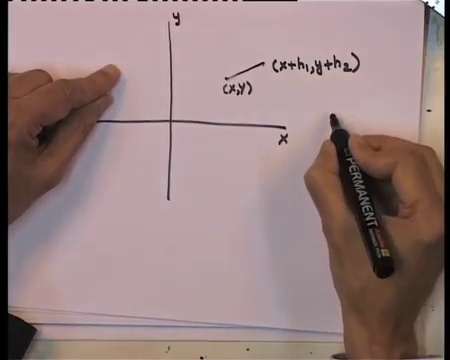 y
(x+h₁,y+h₂)
(x,y)
x
PERMANENT